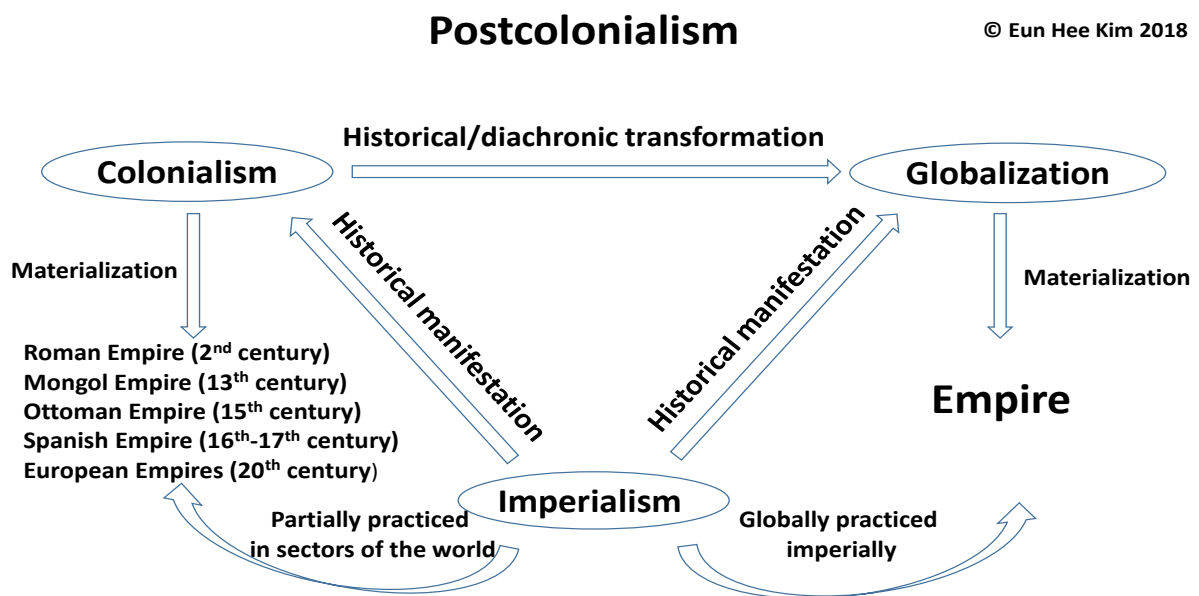 Postcolonialism
© Eun Hee Kim 2018
Historical/diachronic transformation
Colonialism
Globalization
Historical manifestation
Historical manifestation
Materialization
Materialization
Roman Empire (2nd century)
Mongol Empire (13th century)
Ottoman Empire (15th century)
Spanish Empire (16th-17th century)
European Empires (20th century)
Empire
Imperialism
Partially practiced
in sectors of the world
Globally practiced
imperially